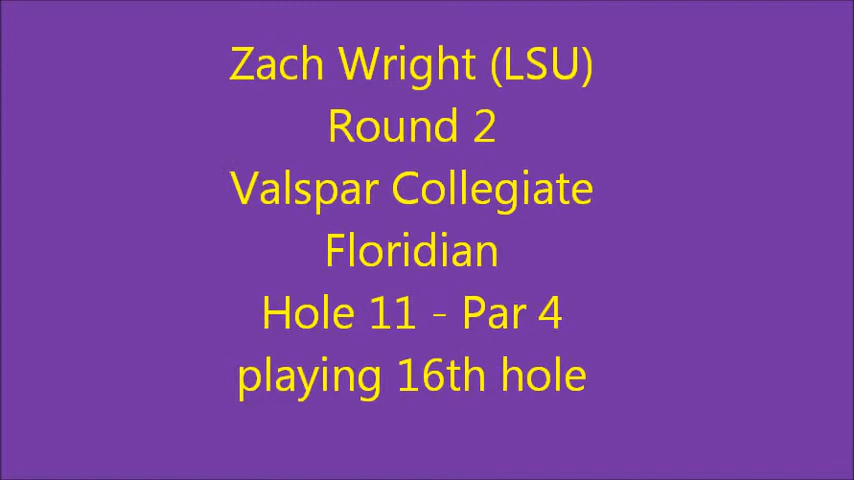 Zach Wright (LSU)
Round 2
Valspar Collegiate
Floridian
Hole 11 - Par 4
playing 16th hole